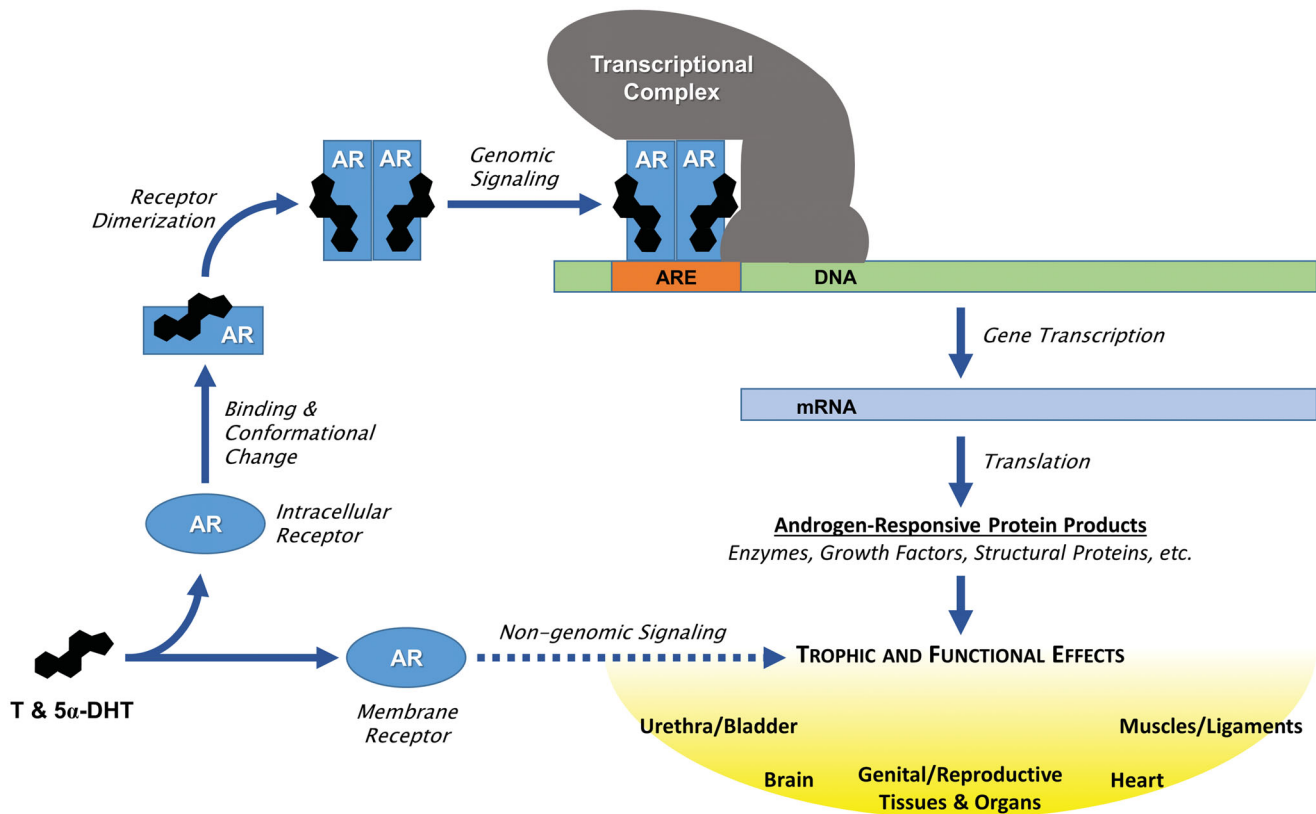 Transcriptional
Complex
AR
AR
Genomic
Signaling
AR
AR
Receptor
Dimerization
ARE
DNA
AR
Gene Transcription
Binding &
Conformational
Change
mRNA
Translation
AR
Intracellular
Receptor
Androgen-Responsive Protein Products
Enzymes, Growth Factors, Structural Proteins, etc.
T & 5α-DHT
AR
Membrane
Receptor
Non-genomic Signaling
TROPHIC AND FUNCTIONAL EFFECTS
Urethra/Bladder
Muscles/Ligaments
Brain
Genital/Reproductive
Tissues & Organs
Heart